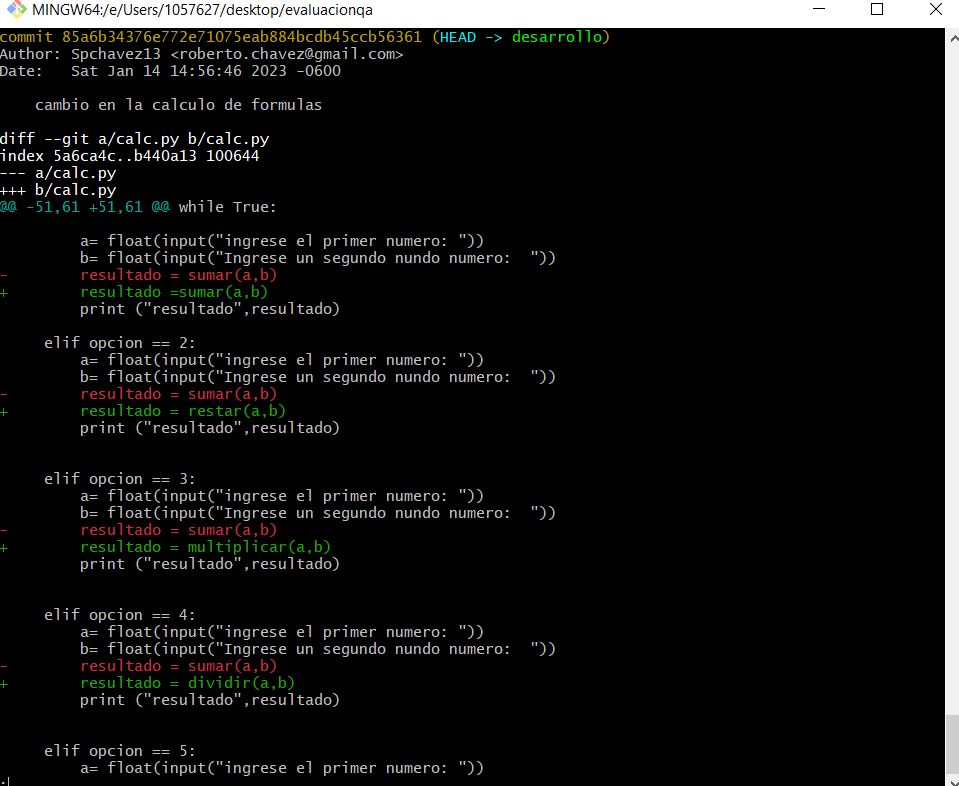 MINGW64:/e/Users/1057627/desktop/evaluacionqa
commit 85a6b34376e772e71075eab884bcdb45ccb56361 (HEAD -> desarrollo)
Author: Spchavez13 <roberto.chavez@gmail.com>
Date:   Sat Jan 14 14:56:46 2023 -0600
    cambio en la calculo de formulas
diff --git a/calc.py b/calc.py
index 5a6ca4c..b440a13 100644
--- a/calc.py
+++ b/calc.py
@@ -51,61 +51,61 @@ while True:
         a= float(input("ingrese el primer numero: "))
         b= float(input("Ingrese un segundo nundo numero:  "))
-        resultado = sumar(a,b)
+        resultado =sumar(a,b)
         print ("resultado",resultado)
     elif opcion == 2:
         a= float(input("ingrese el primer numero: "))
         b= float(input("Ingrese un segundo nundo numero:  "))
-        resultado = sumar(a,b)
+        resultado = restar(a,b)
         print ("resultado",resultado)
     elif opcion == 3:
         a= float(input("ingrese el primer numero: "))
         b= float(input("Ingrese un segundo nundo numero:  "))
-        resultado = sumar(a,b)
+        resultado = multiplicar(a,b)
         print ("resultado",resultado)
     elif opcion == 4:
         a= float(input("ingrese el primer numero: "))
         b= float(input("Ingrese un segundo nundo numero:  "))
-        resultado = sumar(a,b)
+        resultado = dividir(a,b)
         print ("resultado",resultado)
     elif opcion == 5:
         a= float(input("ingrese el primer numero: "))
: